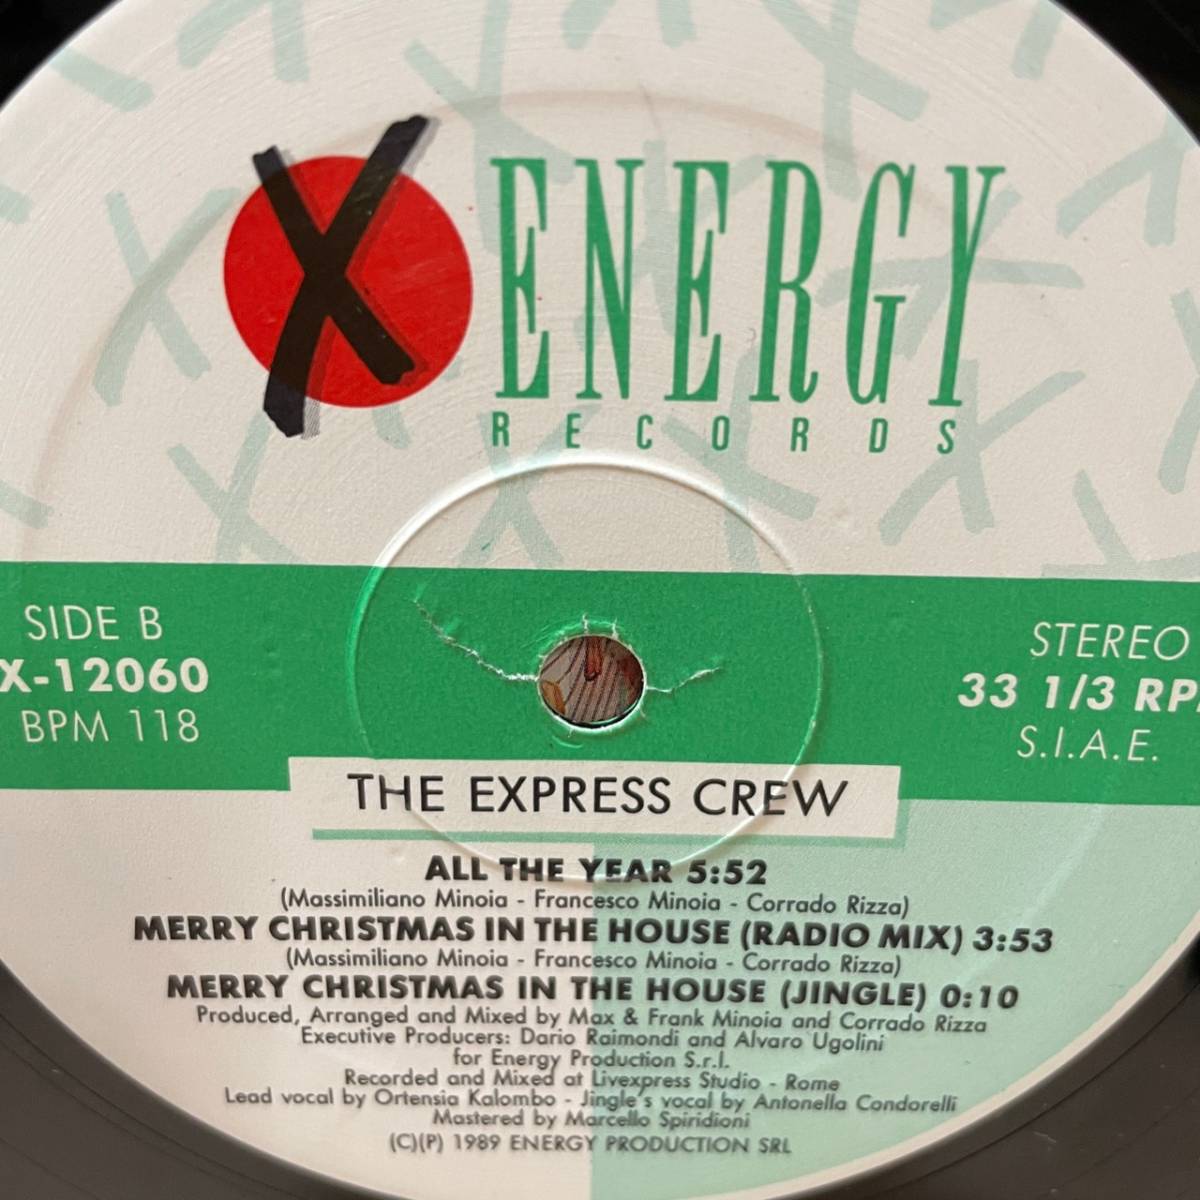 X ENERGY
RECORDS
SIDE B
X-12060
BPM 118
STEREO
33 1/3
S.I.A.E.
THE EXPRESS CREW
ALL THE YEAR 5:52
(Massimiliano Minoia - Francesco Minoia - Corrado Rizza)
MERRY CHRISTMAS IN THE HOUSE (RADIO MIX) 3:53
(Massimiliano Minoia - Francesco Minoia - Corrado Rizza)
MERRY CHRISTMAS IN THE HOUSE (JINGLE) 0:10
Produced, Arranged and Mixed by Max & Frank Minoia and Corrado Rizza
Executive Producers: Dario Raimondi and Alvaro Ugolini
for Energy Production S.r.l.
Recorded and Mixed at Livexpress Studio - Rome
Lead vocal by Ortensia Kalombo - Jingle's vocal by Antonella Condorelli
Mastered by Marcello Spiridioni
(C)(P) 1989 ENERGY PRODUCTION SRL